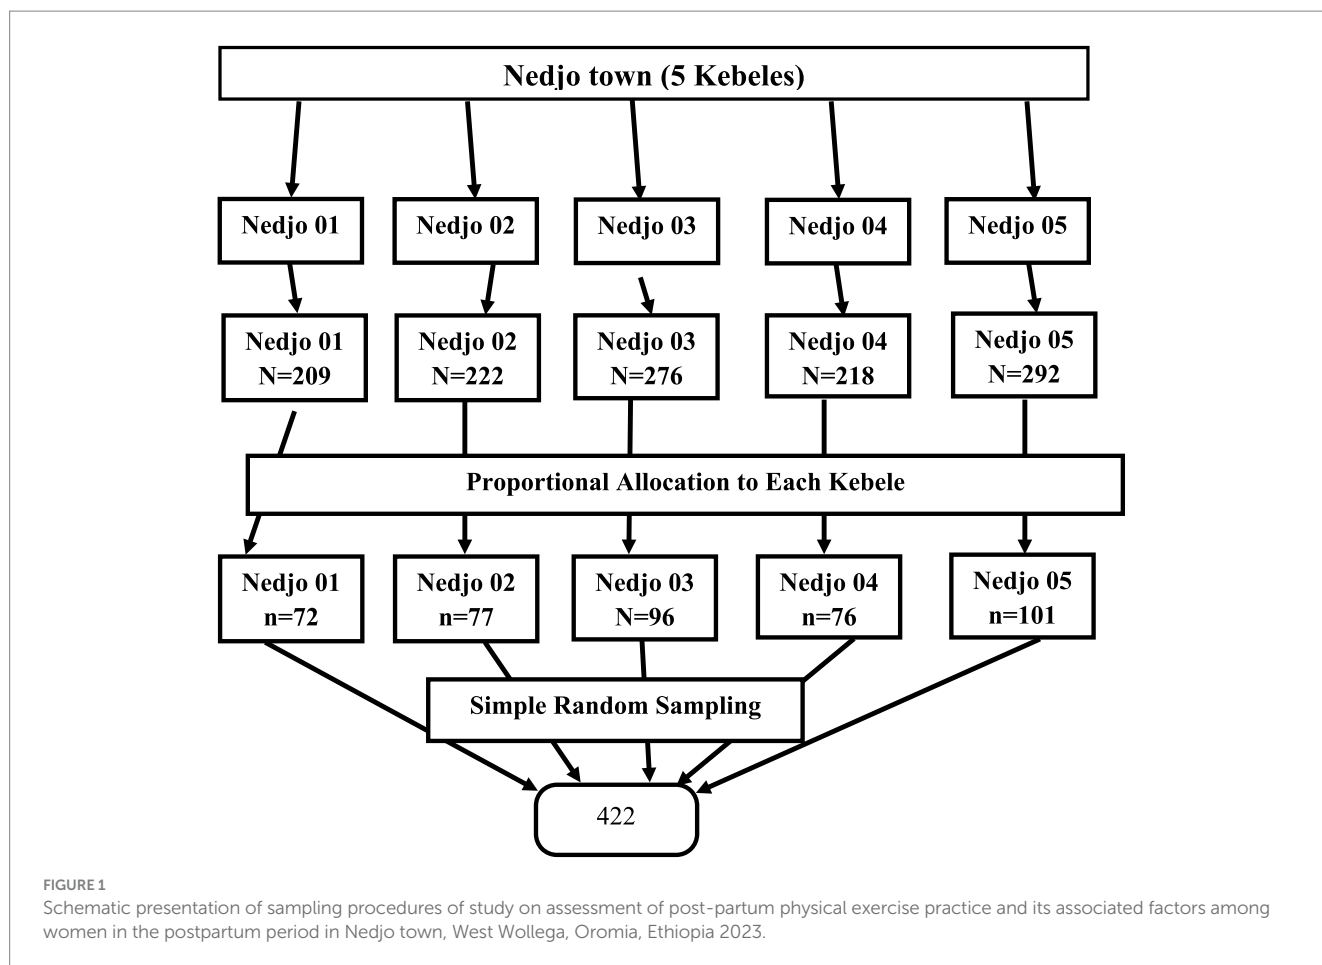 Nedjo town (5 Kebeles)
Nedjo 01
Nedjo 02
Nedjo 03
Nedjo 04
Nedjo 05
Nedjo 01
N=209
Nedjo 02
N=222
Nedjo 03
N=276
Nedjo 04
N=218
Nedjo 05
N=292
Proportional Allocation to Each Kebele
Nedjo 01
n=72
Nedjo 02
n=77
Nedjo 03
N=96
Nedjo 04
n=76
Nedjo 05
n=101
Simple Random Sampling
422
FIGURE 1
Schematic presentation of sampling procedures of study on assessment of post-partum physical exercise practice and its associated factors among
women in the postpartum period in Nedjo town, West Wollega, Oromia, Ethiopia 2023.